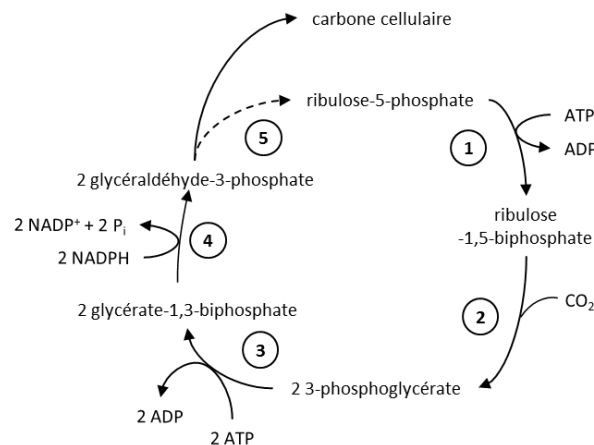 carbone cellulaire
ribulose-5-phosphate
ATP
1
ADP
5
2 glycéraldéhyde-3-phosphate
ribulose
-1,5-biphosphate
2 NADP⁺ + 2 Pᵢ
4
2 NADPH
CO₂
2
2 glycérate-1,3-biphosphate
3
2 3-phosphoglycérate
2 ADP
2 ATP